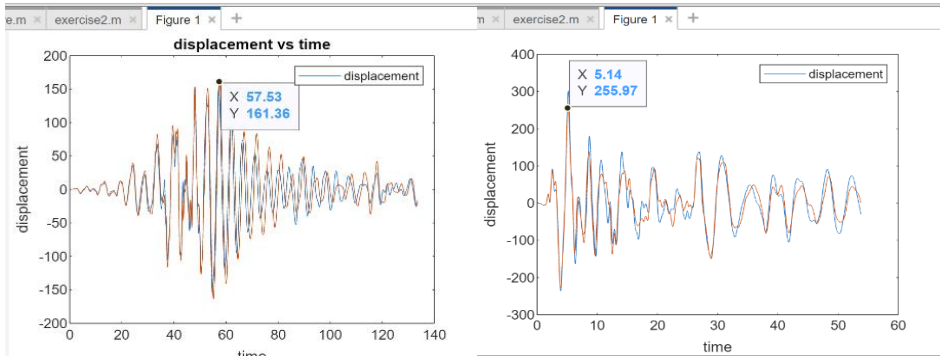 re.m × exercise2.m × Figure 1 × +
displacement vs time
200
150
100
50
0
-50
-100
-150
-200
displacement
displacement
X 57.53
Y 161.36
0 20 40 60 80 100 120 140
time
m × exercise2.m × Figure 1 × +
400
300
200
100
0
-100
-200
-300
displacement
displacement
X 5.14
Y 255.97
0 10 20 30 40 50 60
time